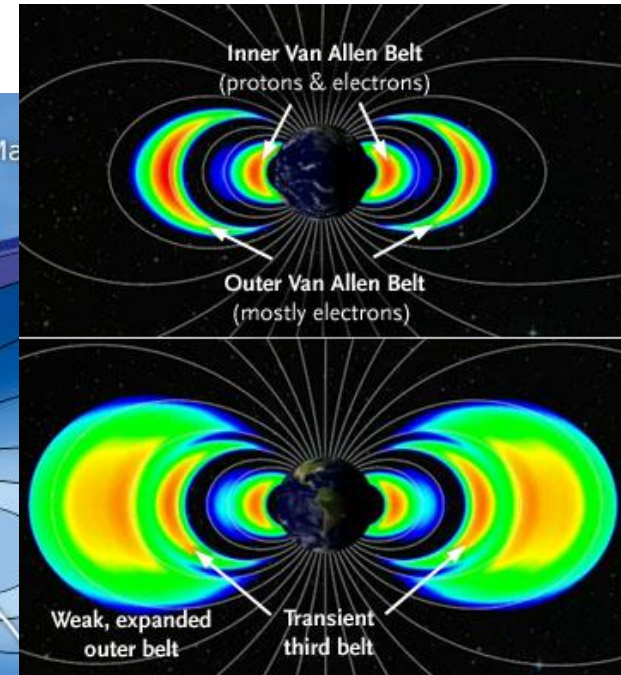 Inner Van Allen Belt
(protons & electrons)
Ma
Outer Van Allen Belt
(mostly electrons)
Weak, expanded
outer belt
Transient
third belt